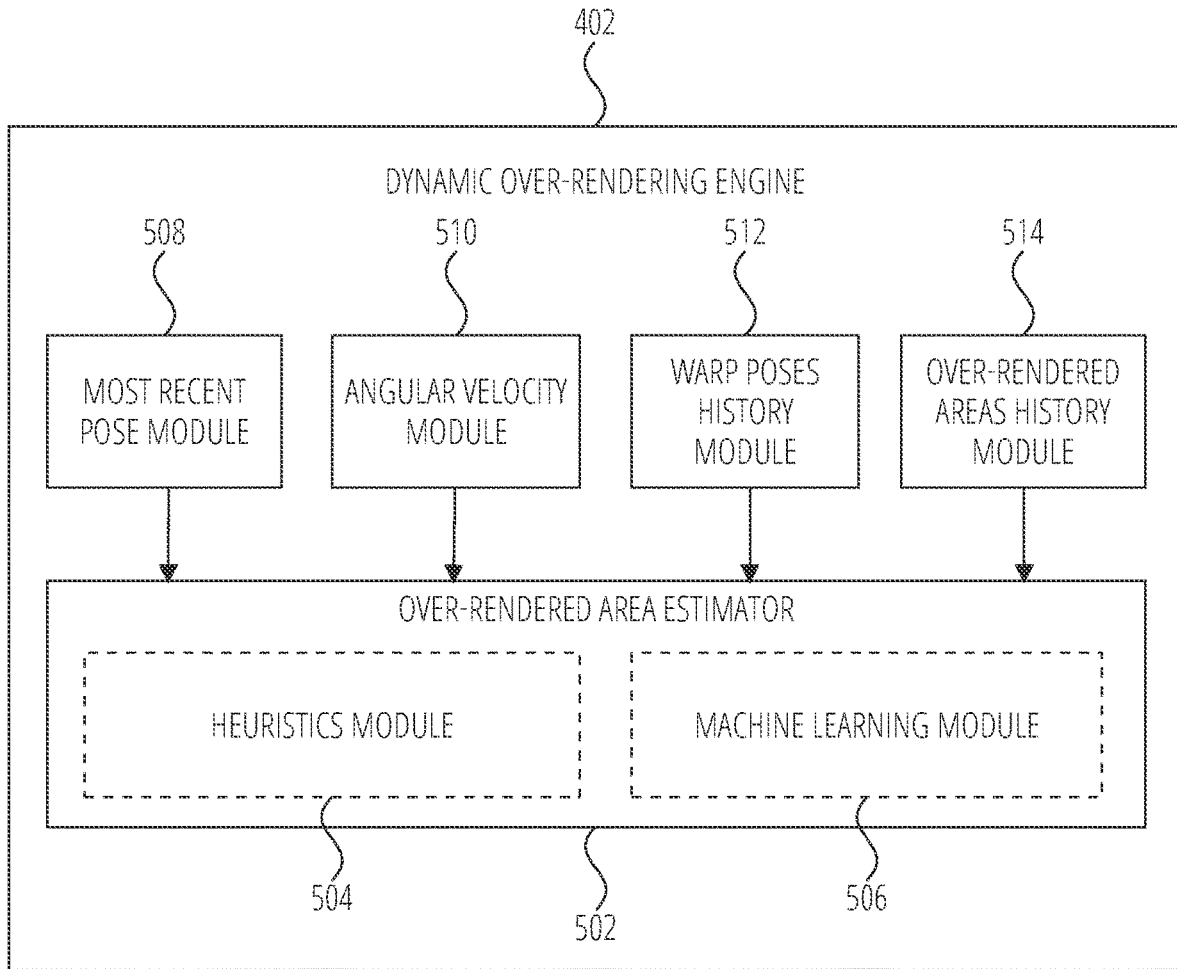 402
DYNAMIC OVER-RENDERING ENGINE
508
510
512
514
MOST RECENT
POSE MODULE
ANGULAR VELOCITY
MODULE
WARP POSES
HISTORY
MODULE
OVER-RENDERED
AREAS HISTORY
MODULE
OVER-RENDERED AREA ESTIMATOR
HEURISTICS MODULE
MACHINE LEARNING MODULE
504
502
506